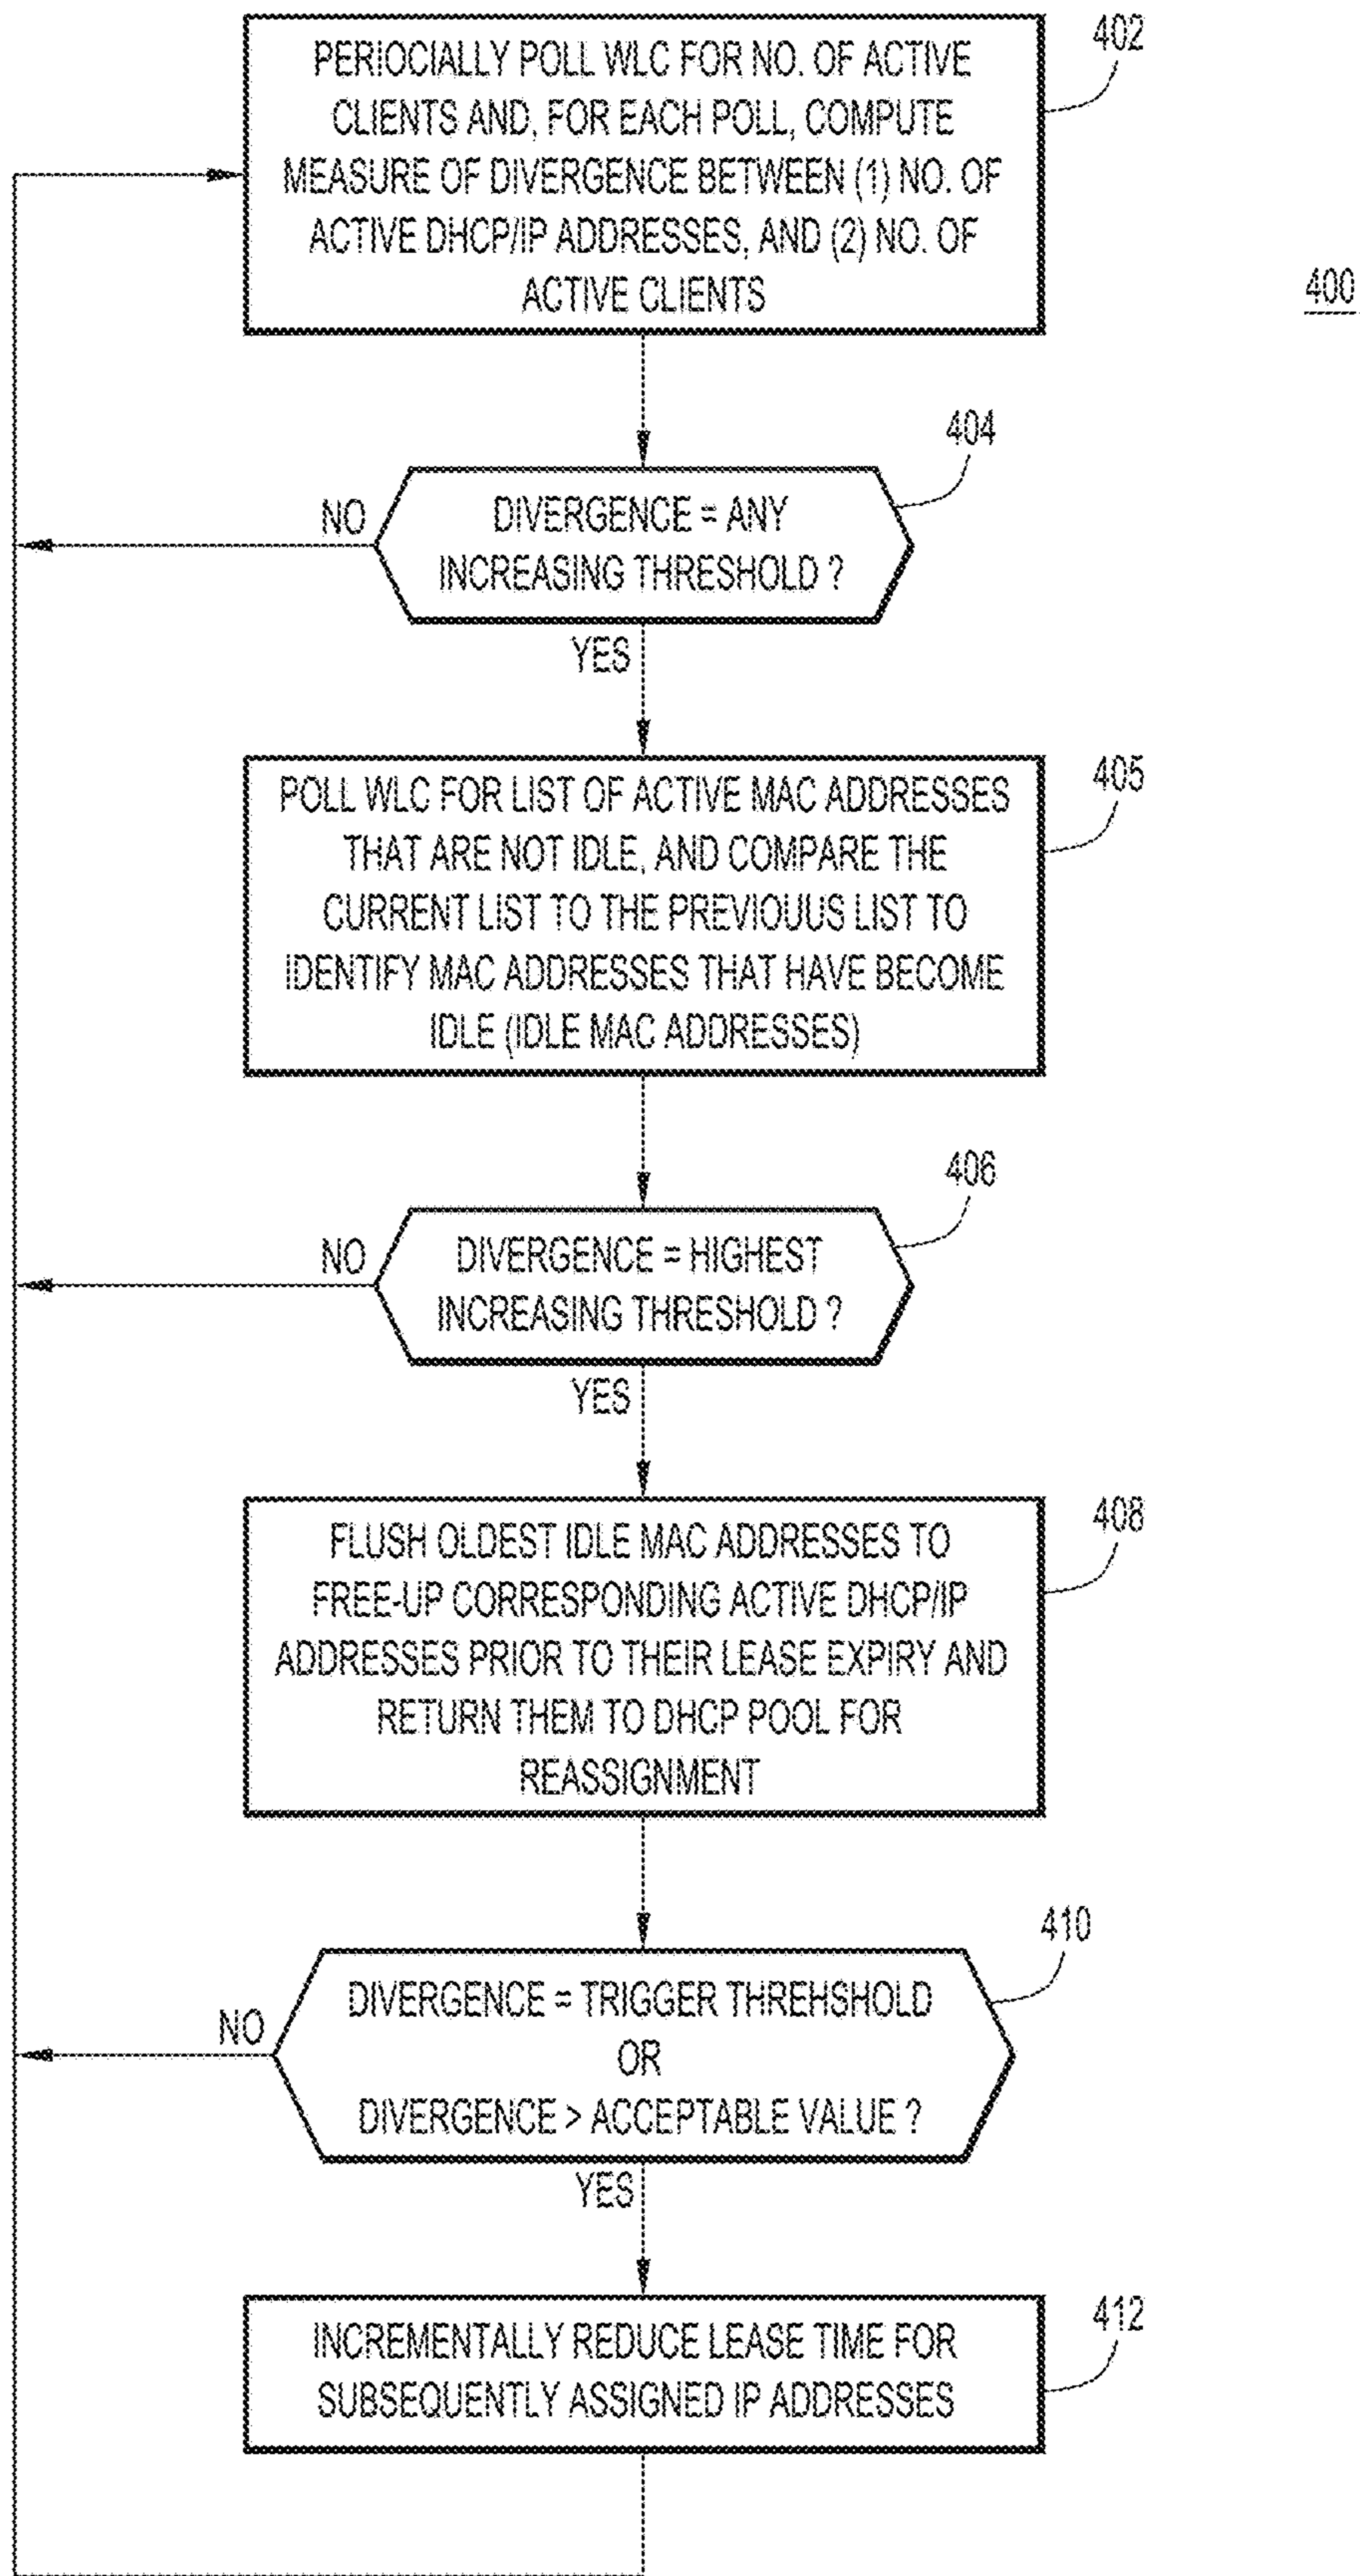 PERIOCIALLY POLL WLC FOR NO. OF ACTIVE
CLIENTS AND, FOR EACH POLL, COMPUTE
MEASURE OF DIVERGENCE BETWEEN (1) NO. OF
ACTIVE DHCP/IP ADDRESSES, AND (2) NO. OF
ACTIVE CLIENTS
402
400
404
DIVERGENCE = ANY
INCREASING THRESHOLD ?
NO
YES
405
POLL WLC FOR LIST OF ACTIVE MAC ADDRESSES
THAT ARE NOT IDLE, AND COMPARE THE
CURRENT LIST TO THE PREVIOUUS LIST TO
IDENTIFY MAC ADDRESSES THAT HAVE BECOME
IDLE (IDLE MAC ADDRESSES)
406
DIVERGENCE = HIGHEST
INCREASING THRESHOLD ?
NO
YES
408
FLUSH OLDEST IDLE MAC ADDRESSES TO
FREE-UP CORRESPONDING ACTIVE DHCP/IP
ADDRESSES PRIOR TO THEIR LEASE EXPIRY AND
RETURN THEM TO DHCP POOL FOR
REASSIGNMENT
410
DIVERGENCE = TRIGGER THREHSHOLD
OR
DIVERGENCE > ACCEPTABLE VALUE ?
NO
YES
412
INCREMENTALLY REDUCE LEASE TIME FOR
SUBSEQUENTLY ASSIGNED IP ADDRESSES